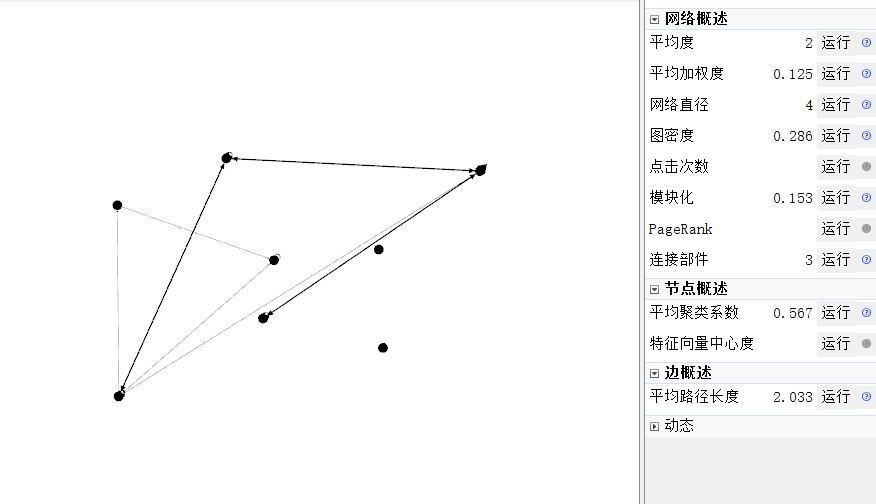 网络概述
平均度 2 运行
平均加权度 0.125 运行
网络直径 4 运行
图密度 0.286 运行
点击次数 运行
模块化 0.153 运行
PageRank 运行
连接部件 3 运行
节点概述
平均聚类系数 0.567 运行
特征向量中心度 运行
边概述
平均路径长度 2.033 运行
动态